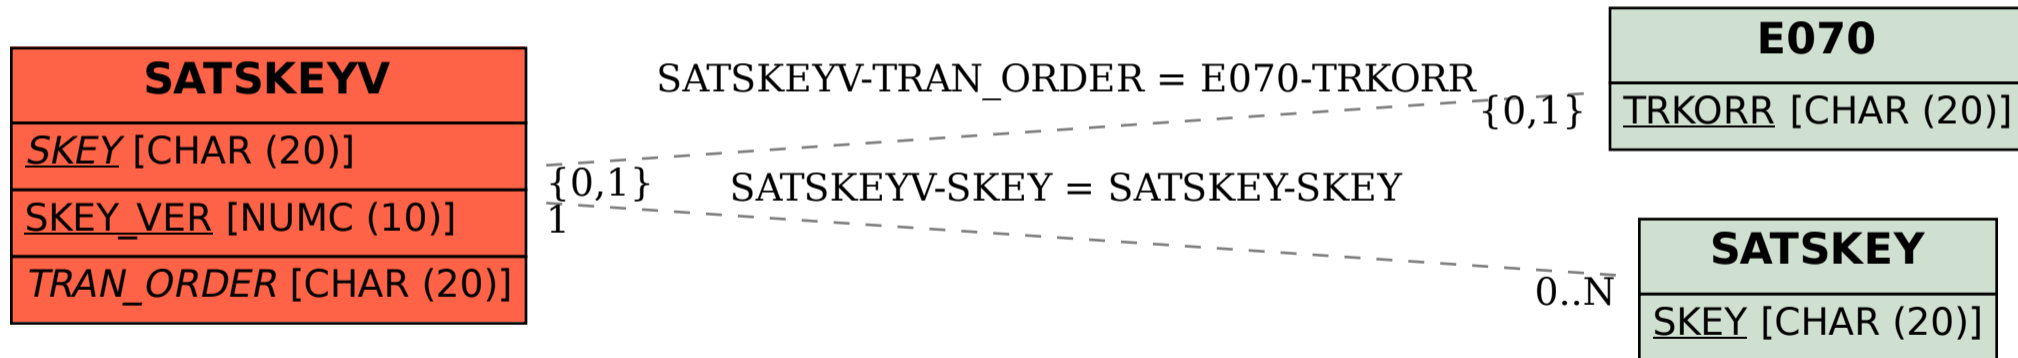 SATSKEYV
SKEY [CHAR (20)]
SKEY_VER [NUMC (10)]
TRAN_ORDER [CHAR (20)]
SATSKEYV-TRAN_ORDER = E070-TRKORR
{0,1}
{0,1}
SATSKEYV-SKEY = SATSKEY-SKEY
1
0..N
E070
TRKORR [CHAR (20)]
SATSKEY
SKEY [CHAR (20)]